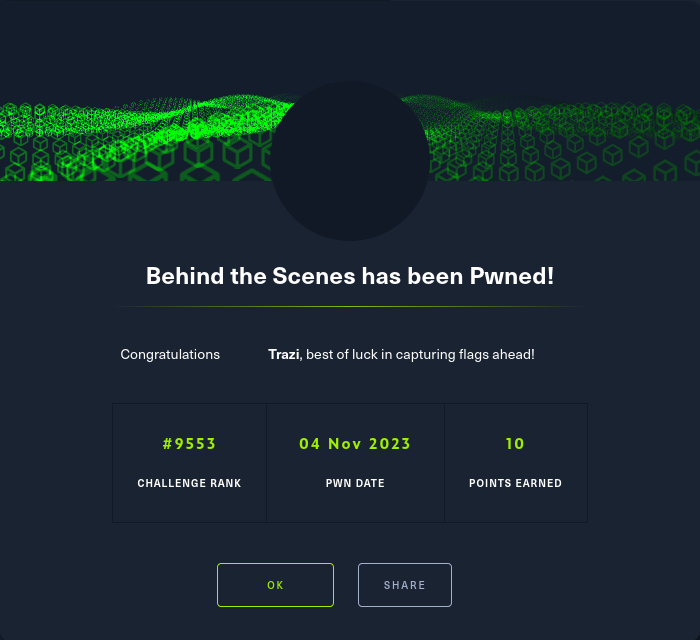 Behind the Scenes has been Pwned!
Congratulations Trazi, best of luck in capturing flags ahead!
#9553 04 Nov 2023 10
CHALLENGE RANK PWN DATE POINTS EARNED
OK SHARE